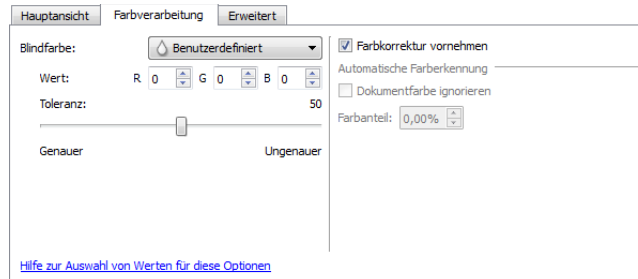 Hauptansicht Farbverarbeitung Erweitert
Blindfarbe: Benutzerdefiniert
Wert: R 0 G 0 B 0
Toleranz: 50
Genauer Ungenauer
Farbkorrektur vornehmen
Automatische Farberkennung
Dokumentfarbe ignorieren
Farbanteil: 0,00%
Hilfe zur Auswahl von Werten für diese Optionen